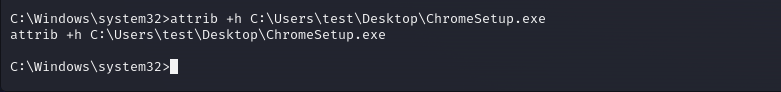 C:\Windows\system32>attrib +h C:\Users\test\Desktop\ChromeSetup.exe
attrib +h C:\Users\test\Desktop\ChromeSetup.exe
C:\Windows\system32>